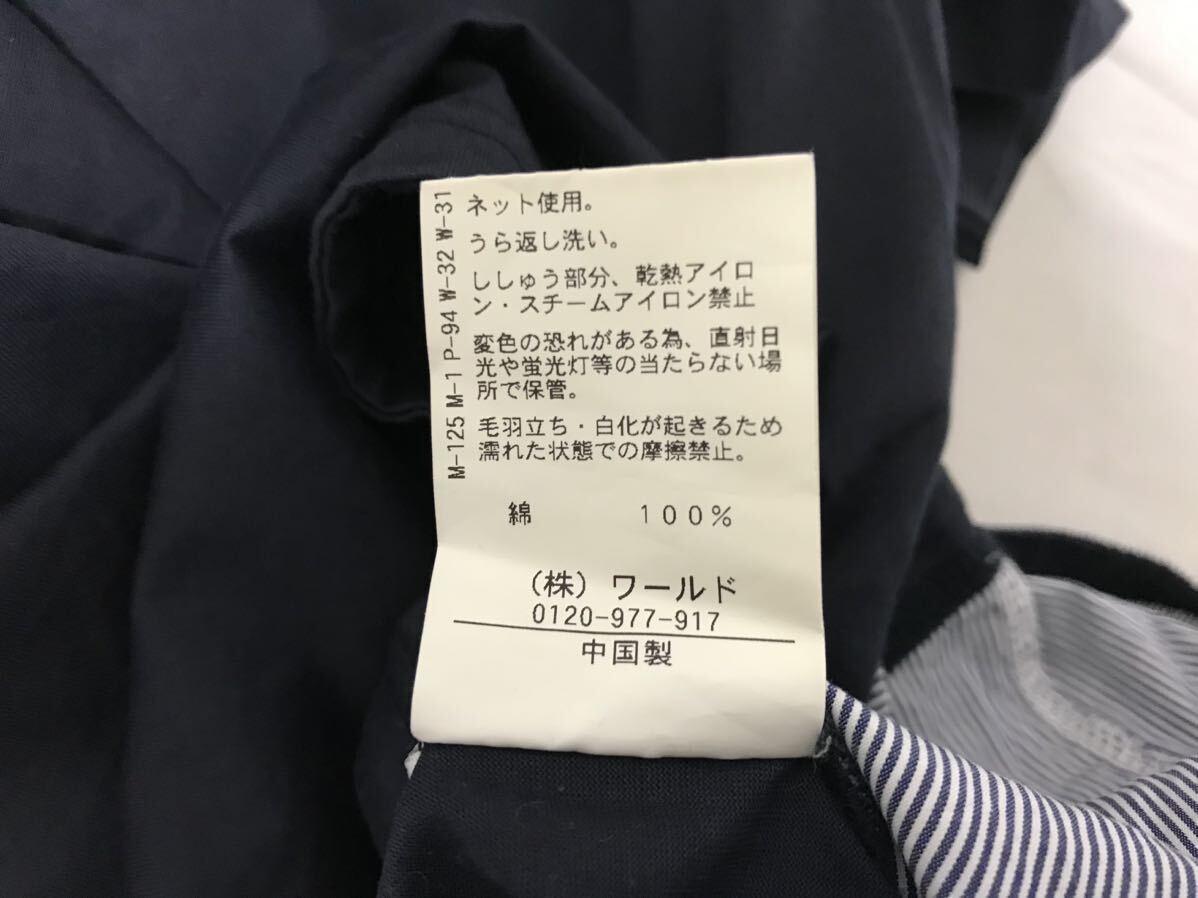 ネット使用。
うら返し洗い。
ししゅう部分、乾熱アイロ
ン・スチームアイロン禁止
変色の恐れがある為、直射日
光や蛍光灯等の当たらない場
所で保管。
毛羽立ち・白化が起きるため
濡れた状態での摩擦禁止。
綿 100%
(株) ワールド
0120-977-917
中国製
M-125 M-1 P-94 W-32 W-31